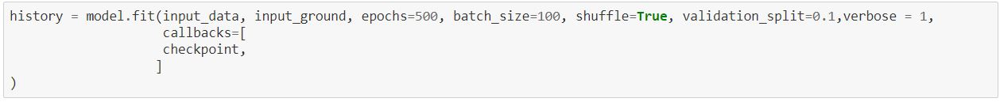 history = model.fit(input_data, input_ground, epochs=500, batch_size=100, shuffle=True, validation_split=0.1,verbose = 1,
                    callbacks=[
                    checkpoint,
                   ]
)